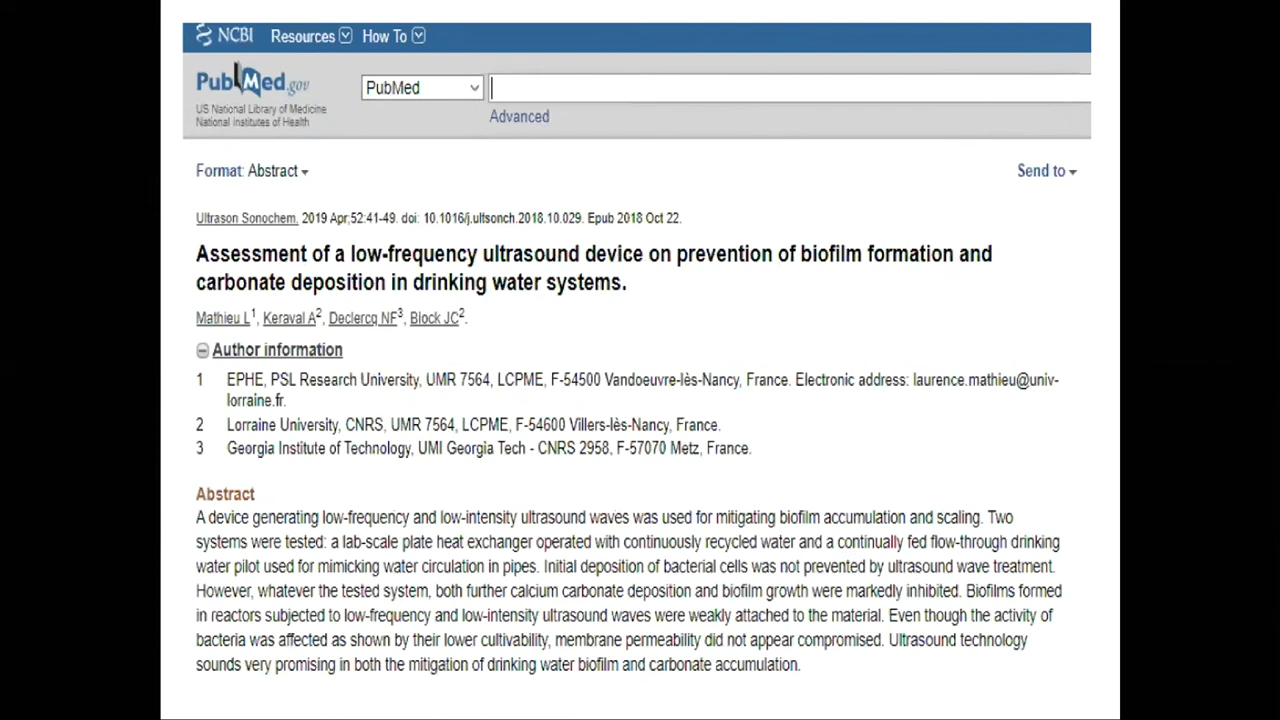 NCBI Resources How To
PubMed.gov
US National Library of Medicine
National Institutes of Health
PubMed
Advanced
Format: Abstract
Send to
Ultrason Sonochem. 2019 Apr;52:41-49. doi: 10.1016/j.ultsonch.2018.10.029. Epub 2018 Oct 22.
Assessment of a low-frequency ultrasound device on prevention of biofilm formation and
carbonate deposition in drinking water systems.
Mathieu L1, Keraval A2, Declercq NF3, Block JC2.
Author information
1 EPHE, PSL Research University, UMR 7564, LCPME, F-54500 Vandoeuvre-lès-Nancy, France. Electronic address: laurence.mathieu@univ-
lorraine.fr.
2 Lorraine University, CNRS, UMR 7564, LCPME, F-54600 Villers-lès-Nancy, France.
3 Georgia Institute of Technology, UMI Georgia Tech - CNRS 2958, F-57070 Metz, France.
Abstract
A device generating low-frequency and low-intensity ultrasound waves was used for mitigating biofilm accumulation and scaling. Two
systems were tested: a lab-scale plate heat exchanger operated with continuously recycled water and a continually fed flow-through drinking
water pilot used for mimicking water circulation in pipes. Initial deposition of bacterial cells was not prevented by ultrasound wave treatment.
However, whatever the tested system, both further calcium carbonate deposition and biofilm growth were markedly inhibited. Biofilms formed
in reactors subjected to low-frequency and low-intensity ultrasound waves were weakly attached to the material. Even though the activity of
bacteria was affected as shown by their lower cultivability, membrane permeability did not appear compromised. Ultrasound technology
sounds very promising in both the mitigation of drinking water biofilm and carbonate accumulation.